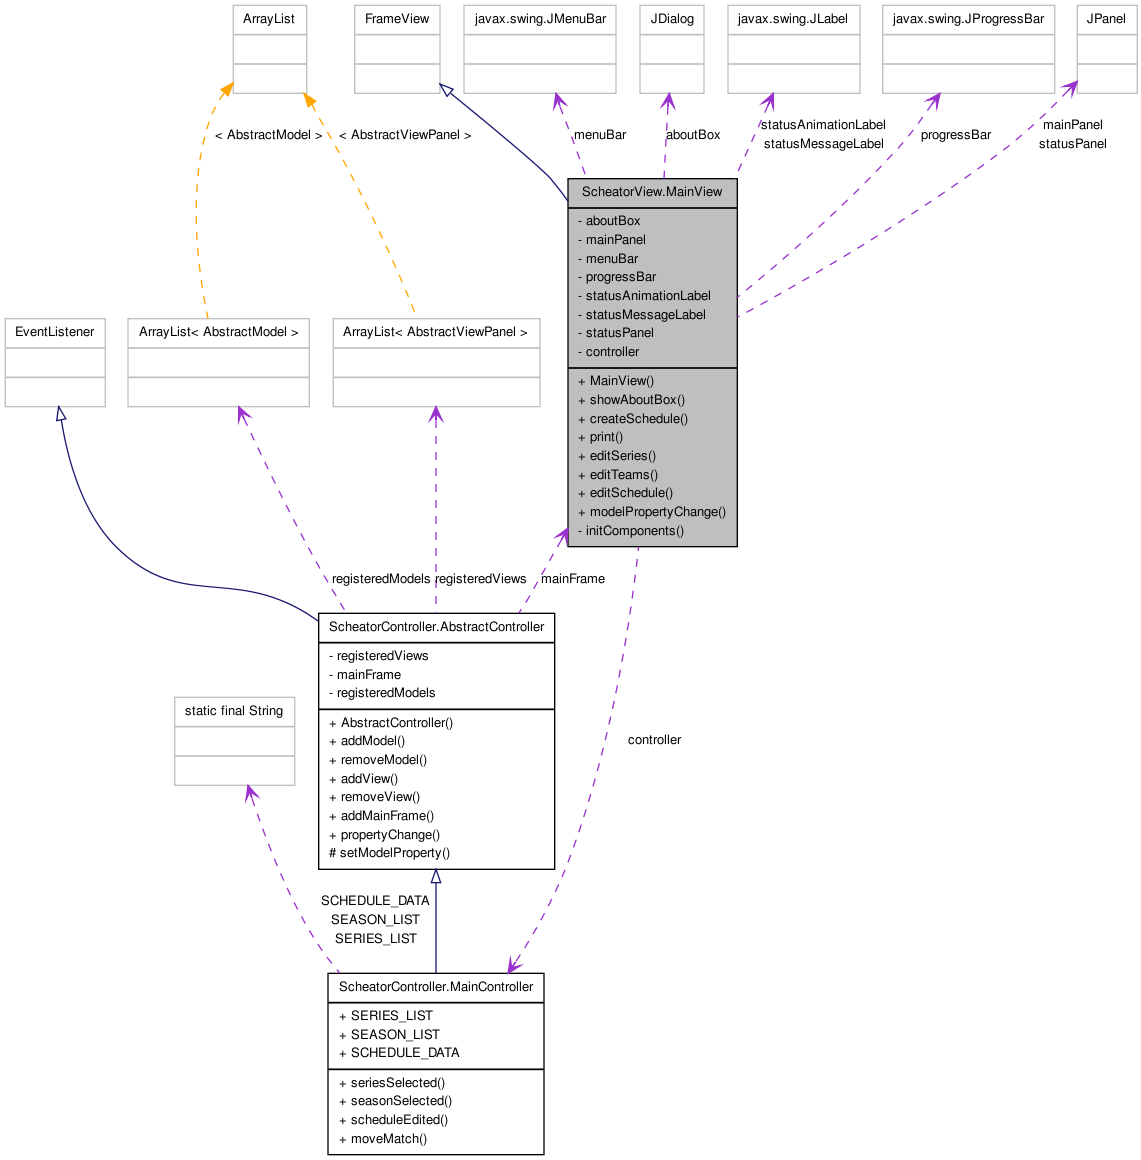 ArrayList
FrameView
javax.swing.JMenuBar
JDialog
javax.swing.JLabel
javax.swing.JProgressBar
JPanel
< AbstractModel >
< AbstractViewPanel >
menuBar
aboutBox
statusAnimationLabel
statusMessageLabel
progressBar
mainPanel
statusPanel
ScheatorView.MainView
- aboutBox
- mainPanel
- menuBar
- progressBar
- statusAnimationLabel
- statusMessageLabel
- statusPanel
- controller
+ MainView()
+ showAboutBox()
+ createSchedule()
+ print()
+ editSeries()
+ editTeams()
+ editSchedule()
+ modelPropertyChange()
- initComponents()
EventListener
ArrayList< AbstractModel >
ArrayList< AbstractViewPanel >
registeredModels
registeredViews
mainFrame
ScheatorController.AbstractController
- registeredViews
- mainFrame
- registeredModels
+ AbstractController()
+ addModel()
+ removeModel()
+ addView()
+ removeView()
+ addMainFrame()
+ propertyChange()
# setModelProperty()
static final String
controller
SCHEDULE_DATA
SEASON_LIST
SERIES_LIST
ScheatorController.MainController
+ SERIES_LIST
+ SEASON_LIST
+ SCHEDULE_DATA
+ seriesSelected()
+ seasonSelected()
+ scheduleEdited()
+ moveMatch()